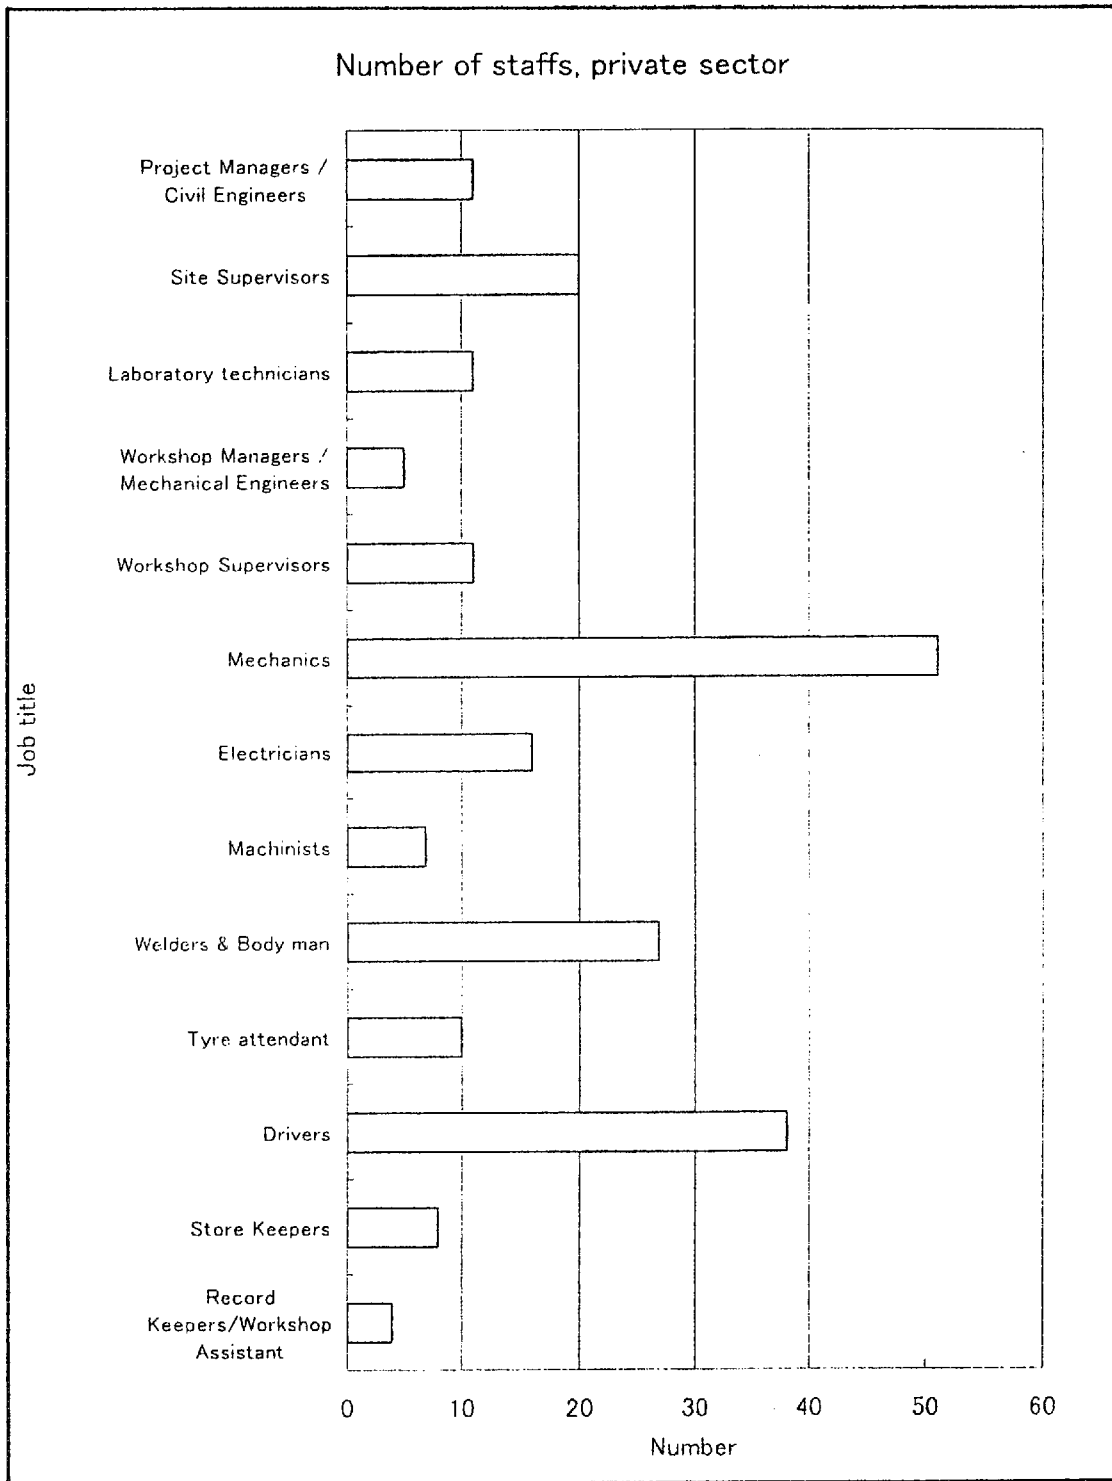 Number of staffs, private sector
Project Managers /
Civil Engineers
Site Supervisors
Laboratory technicians
Workshop Managers /
Mechanical Engineers
Workshop Supervisors
Mechanics
Electricians
Machinists
Welders & Body man
Tyre attendant
Drivers
Store Keepers
Record
Keepers/Workshop
Assistant
Job title
0 10 20 30 40 50 60
Number